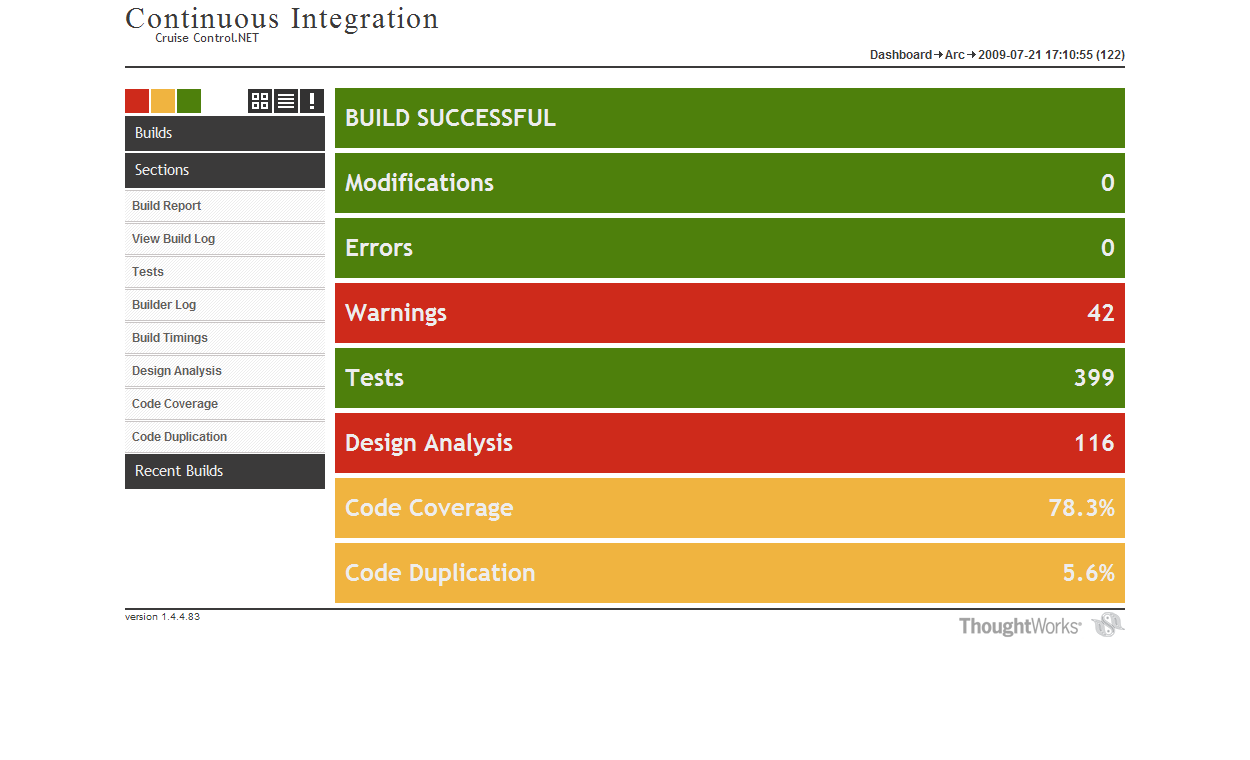 Continuous Integration
Cruise Control.NET
Dashboard→Arc→2009-07-21 17:10:55 (122)
Builds
Sections
Build Report
View Build Log
Tests
Builder Log
Build Timings
Design Analysis
Code Coverage
Code Duplication
Recent Builds
BUILD SUCCESSFUL
Modifications 0
Errors 0
Warnings 42
Tests 399
Design Analysis 116
Code Coverage 78.3%
Code Duplication 5.6%
version 1.4.4.83
ThoughtWorks®